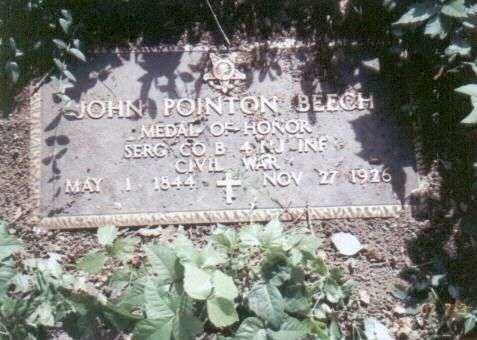 JOHN POINTON BEECH
MEDAL OF HONOR
SERG CO B 4 NJ INF
CIVIL WAR
MAY 1 1844 NOV 27 1926